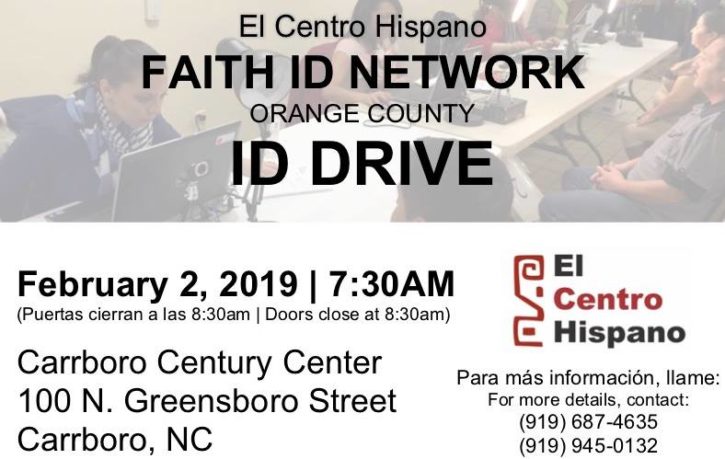 El Centro Hispano
FAITH ID NETWORK
ORANGE COUNTY
ID DRIVE
February 2, 2019 | 7:30AM
(Puertas cierran a las 8:30am | Doors close at 8:30am)
Carrboro Century Center
100 N. Greensboro Street
Carrboro, NC
El
Centro
Hispano
Para más información, llame:
For more details, contact:
(919) 687-4635
(919) 945-0132